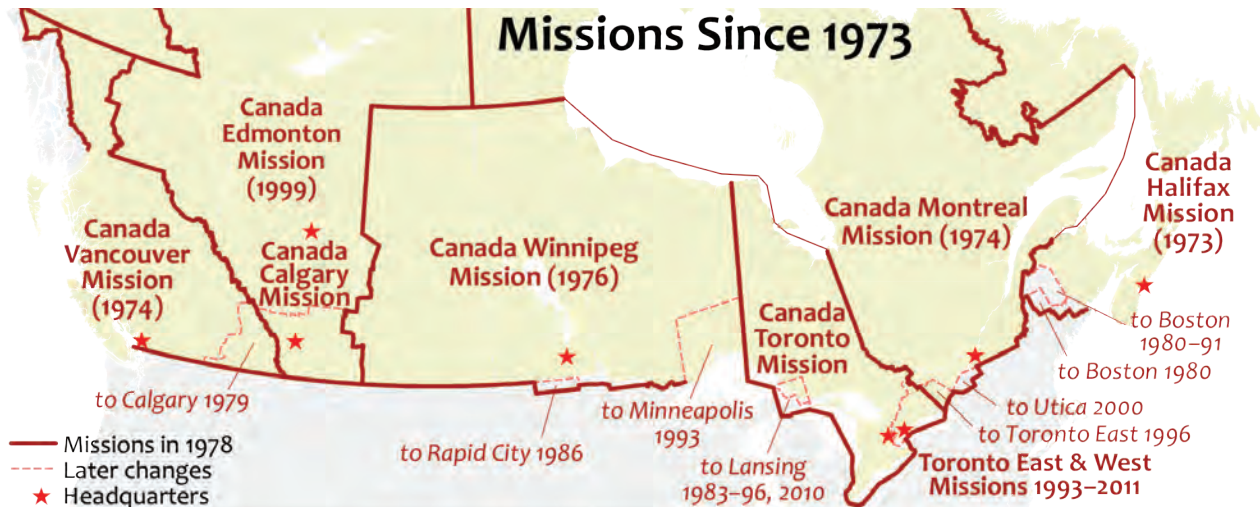 Missions Since 1973
Canada
Edmonton
Mission
(1999)
Canada
Vancouver
Mission
(1974)
Canada
Calgary
Mission
Canada Winnipeg
Mission (1976)
Canada
Toronto
Mission
Canada Montreal
Mission (1974)
Canada
Halifax
Mission
(1973)
to Boston
1980–91
to Boston 1980
to Calgary 1979
to Rapid City 1986
to Minneapolis
1993
to Lansing
1983–96, 2010
to Utica 2000
to Toronto East 1996
Toronto East & West
Missions 1993–2011
Missions in 1978
Later changes
Headquarters